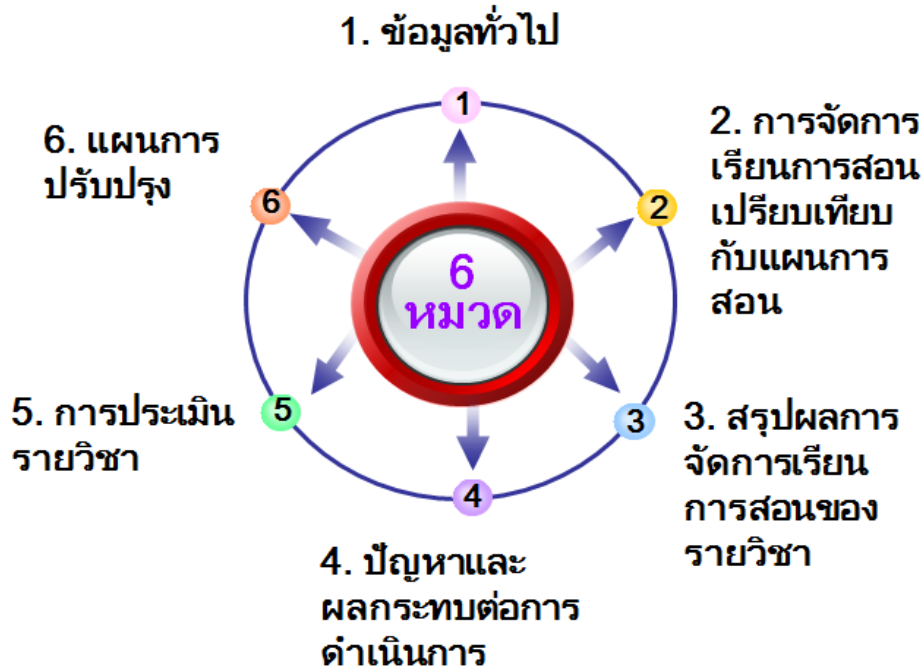 1. ข้อมูลทั่วไป
1
2. การจัดการ
เรียนการสอน
เปรียบเทียบ
กับแผนการ
สอน
2
3. สรุปผลการ
จัดการเรียน
การสอนของ
รายวิชา
3
4. ปัญหาและ
ผลกระทบต่อการ
ดำเนินการ
4
5. การประเมิน
รายวิชา
5
6. แผนการ
ปรับปรุง
6
6
หมวด